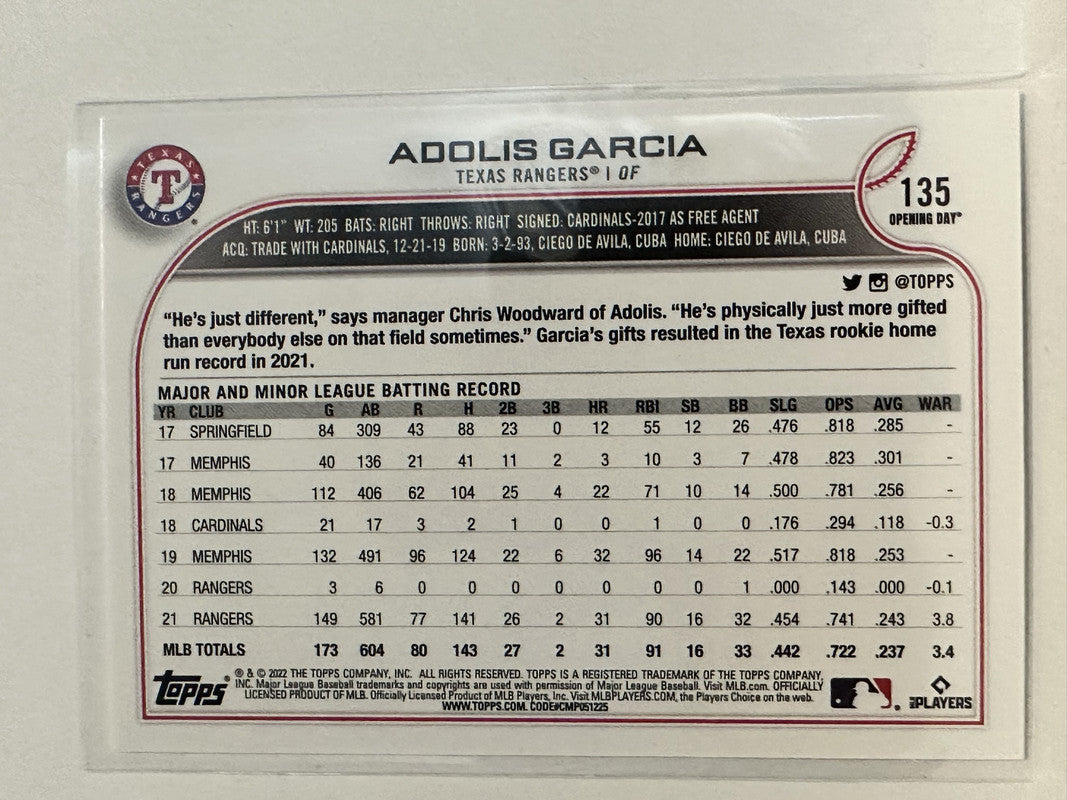 ADOLIS GARCIA
TEXAS RANGERS® | OF
TEXAS
T
RANGERS
135
OPENING DAY®
HT: 6'1" WT: 205 BATS: RIGHT THROWS: RIGHT SIGNED: CARDINALS-2017 AS FREE AGENT
ACQ: TRADE WITH CARDINALS, 12-21-19 BORN: 3-2-93, CIEGO DE AVILA, CUBA HOME: CIEGO DE AVILA, CUBA
@TOPPS
“He’s just different,” says manager Chris Woodward of Adolis. “He’s physically just more gifted
than everybody else on that field sometimes.” Garcia’s gifts resulted in the Texas rookie home
run record in 2021.
MAJOR AND MINOR LEAGUE BATTING RECORD
YR CLUB G AB R H 2B 3B HR RBI SB BB SLG OPS AVG WAR
17 SPRINGFIELD 84 309 43 88 23 0 12 55 12 26 .476 .818 .285 -
17 MEMPHIS 40 136 21 41 11 2 3 10 3 7 .478 .823 .301 -
18 MEMPHIS 112 406 62 104 25 4 22 71 10 14 .500 .781 .256 -
18 CARDINALS 21 17 3 2 1 0 0 1 0 0 .176 .294 .118 -0.3
19 MEMPHIS 132 491 96 124 22 6 32 96 14 22 .517 .818 .253 -
20 RANGERS 3 6 0 0 0 0 0 0 0 1 .000 .143 .000 -0.1
21 RANGERS 149 581 77 141 26 2 31 90 16 32 .454 .741 .243 3.8
MLB TOTALS 173 604 80 143 27 2 31 91 16 33 .442 .722 .237 3.4
topps®
® & © 2022 THE TOPPS COMPANY, INC. ALL RIGHTS RESERVED. TOPPS IS A REGISTERED TRADEMARK OF THE TOPPS COMPANY,
INC. Major League Baseball trademarks and copyrights are used with permission of Major League Baseball. Visit MLB.com. OFFICIALLY
LICENSED PRODUCT OF MLB. Officially Licensed Product of MLB Players, Inc. Visit MLBPLAYERS.COM, the Players Choice on the web.
WWW.TOPPS.COM. CODE#CMP051225
PLAYERS